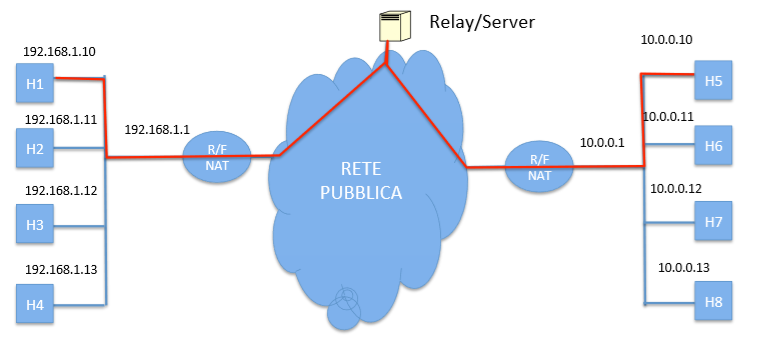 Relay/Server
192.168.1.10
H1
192.168.1.11
H2
192.168.1.1
R/F
NAT
192.168.1.12
H3
192.168.1.13
H4
RETE
PUBBLICA
R/F
NAT
10.0.0.1
10.0.0.10
H5
10.0.0.11
H6
10.0.0.12
H7
10.0.0.13
H8